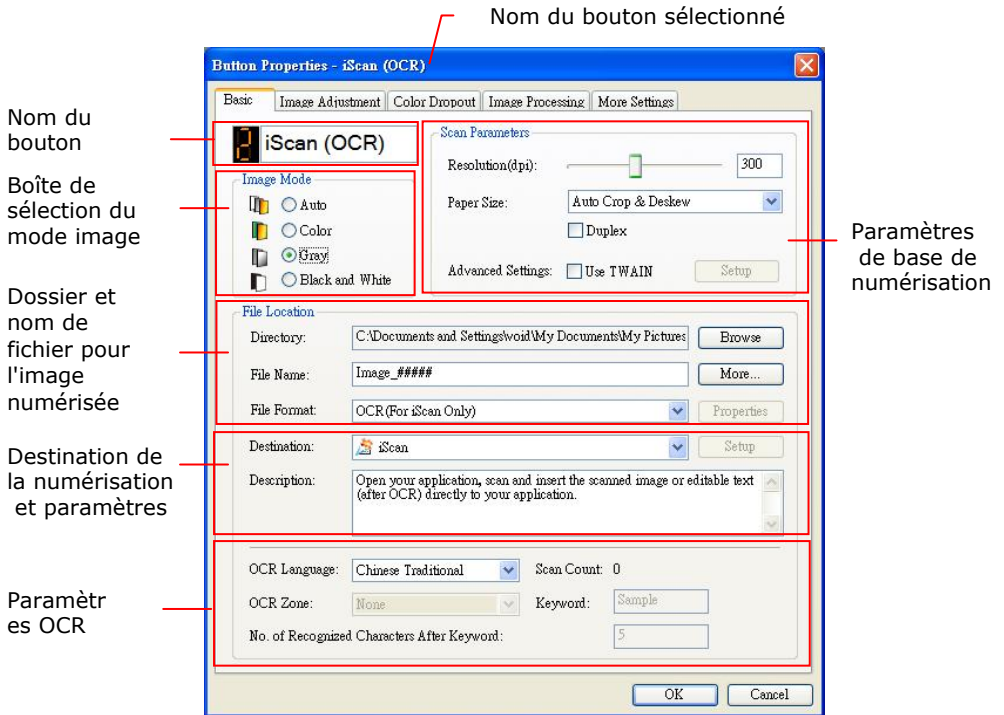 Nom du bouton sélectionné
Button Properties - iScan (OCR)
Basic Image Adjustment Color Dropout Image Processing More Settings
Nom du
bouton
2 iScan (OCR)
Boîte de
sélection du
mode image
Image Mode
Auto
Color
Gray
Black and White
Scan Parameters
Resolution(dpi): 300
Paper Size: Auto Crop & Deskew
Duplex
Advanced Settings: Use TWAIN Setup
Paramètres
de base de
numérisation
Dossier et
nom de
fichier pour
l'image
numérisée
File Location
Directory: C:\Documents and Settings\void\My Documents\My Pictures Browse
File Name: Image_##### More...
File Format: OCR(For iScan Only) Properties
Destination de
la numérisation
et paramètres
Destination: iScan Setup
Description: Open your application, scan and insert the scanned image or editable text
(after OCR) directly to your application.
Paramètr
es OCR
OCR Language: Chinese Traditional Scan Count: 0
OCR Zone: None Keyword: Sample
No. of Recognized Characters After Keyword: 5
OK Cancel